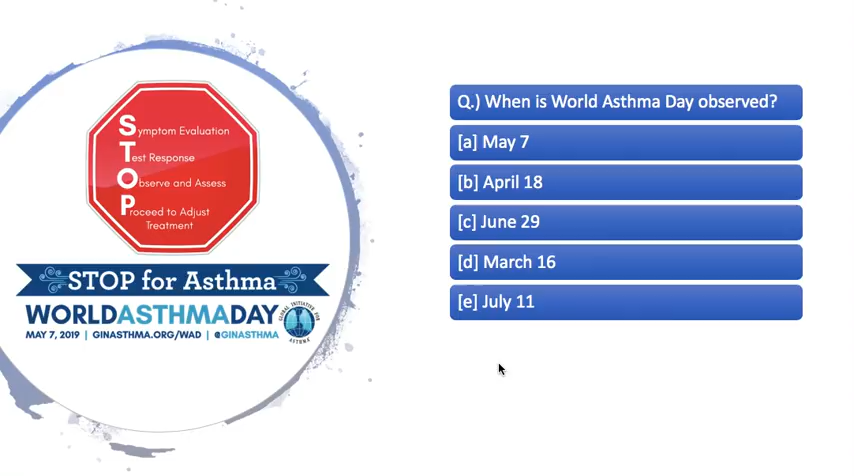 Symptom Evaluation
Test Response
Observe and Assess
Proceed to Adjust
Treatment
STOP for Asthma
WORLDASTHMADAY
MAY 7, 2019 | GINASTHMA.ORG/WAD | @GINASTHMA
GLOBAL INITIATIVE FOR
ASTHMA
Q.) When is World Asthma Day observed?
[a] May 7
[b] April 18
[c] June 29
[d] March 16
[e] July 11